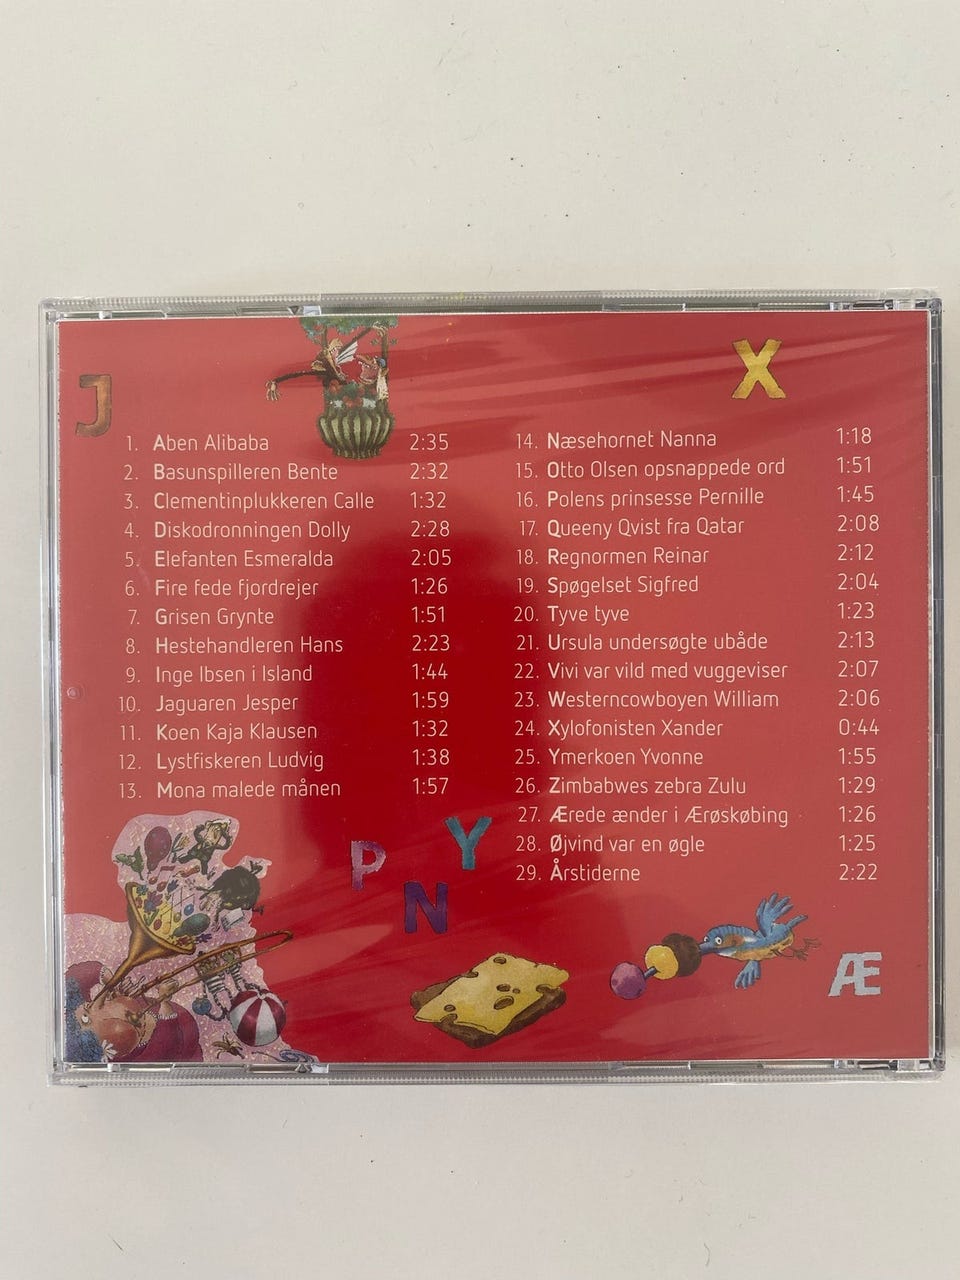 J
X
1. Aben Alibaba 2:35
2. Basunspilleren Bente 2:32
3. Clementinplukkeren Calle 1:32
4. Diskodronningen Dolly 2:28
5. Elefanten Esmeralda 2:05
6. Fire fede fjordrejer 1:26
7. Grisen Grynte 1:51
8. Hestehandleren Hans 2:23
9. Inge Ibsen i Island 1:44
10. Jaguaren Jesper 1:59
11. Koen Kaja Klausen 1:32
12. Lystfiskeren Ludvig 1:38
13. Mona malede månen 1:57
14. Næsehornet Nanna 1:18
15. Otto Olsen opsnappede ord 1:51
16. Polens prinsesse Pernille 1:45
17. Queeny Qvist fra Qatar 2:08
18. Regnormen Reinar 2:12
19. Spøgelset Sigfred 2:04
20. Tyve tyve 1:23
21. Ursula undersøgte ubåde 2:13
22. Vivi var vild med vuggeviser 2:07
23. Westerncowboyen William 2:06
24. Xylofonisten Xander 0:44
25. Ymerkoen Yvonne 1:55
26. Zimbabwes zebra Zulu 1:29
27. Ærede ænder i Ærøskøbing 1:26
28. Øjvind var en øgle 1:25
29. Årstiderne 2:22
P
Y
N
Æ